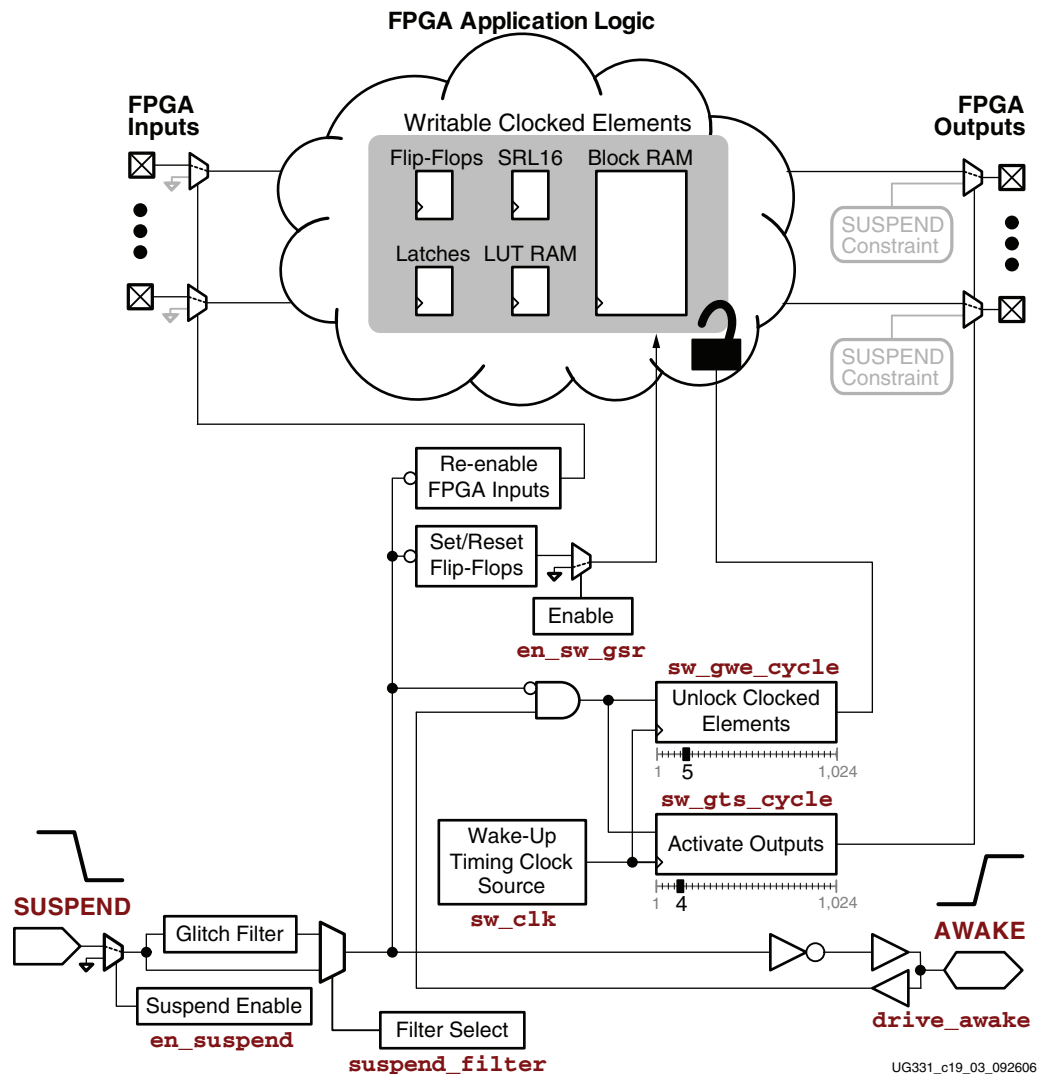 FPGA Application Logic
FPGA
Inputs
FPGA
Outputs
Writable Clocked Elements
Flip-Flops
SRL16
Block RAM
Latches
LUT RAM
SUSPEND
Constraint
SUSPEND
Constraint
Re-enable
FPGA Inputs
Set/Reset
Flip-Flops
Enable
en_sw_gsr
sw_gwe_cycle
Unlock Clocked
Elements
1
5
1,024
sw_gts_cycle
Activate Outputs
1
4
1,024
Wake-Up
Timing Clock
Source
sw_clk
SUSPEND
Glitch Filter
Suspend Enable
en_suspend
Filter Select
suspend_filter
AWAKE
drive_awake
UG331_c19_03_092606